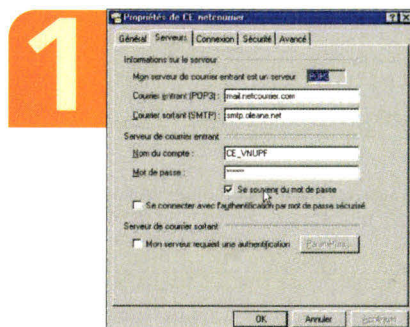 1
Propriétés de CE netcourrier
Général Serveurs Connexion Sécurité Avancé
Informations sur le serveur
Mon serveur de courrier entrant est un serveur POP3
Courrier entrant (POP3) : mail.netcourier.com
Courrier sortant (SMTP) : smtp.oleane.net
Serveur de courrier entrant
Nom du compte : CE_VNUPF
Mot de passe :
Se souvenir du mot de passe
Se connecter avec l'authentification par mot de passe sécurisé
Serveur de courrier sortant
Mon serveur requiert une authentification Paramètres...
OK Annuler Appliquer